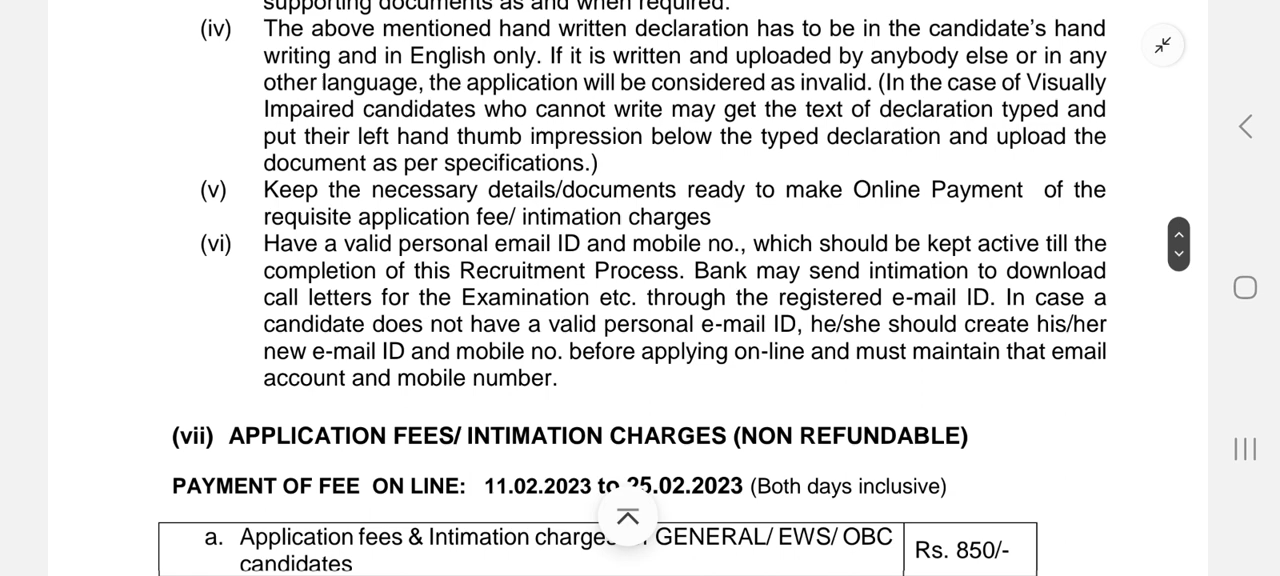 supporting documents as and when required.
(iv) The above mentioned hand written declaration has to be in the candidate's hand
writing and in English only. If it is written and uploaded by anybody else or in any
other language, the application will be considered as invalid. (In the case of Visually
Impaired candidates who cannot write may get the text of declaration typed and
put their left hand thumb impression below the typed declaration and upload the
document as per specifications.)
(v) Keep the necessary details/documents ready to make Online Payment of the
requisite application fee/ intimation charges
(vi) Have a valid personal email ID and mobile no., which should be kept active till the
completion of this Recruitment Process. Bank may send intimation to download
call letters for the Examination etc. through the registered e-mail ID. In case a
candidate does not have a valid personal e-mail ID, he/she should create his/her
new e-mail ID and mobile no. before applying on-line and must maintain that email
account and mobile number.
(vii) APPLICATION FEES/ INTIMATION CHARGES (NON REFUNDABLE)
PAYMENT OF FEE ON LINE: 11.02.2023 to 25.02.2023 (Both days inclusive)
a. Application fees & Intimation charges GENERAL/ EWS/ OBC
candidates
Rs. 850/-